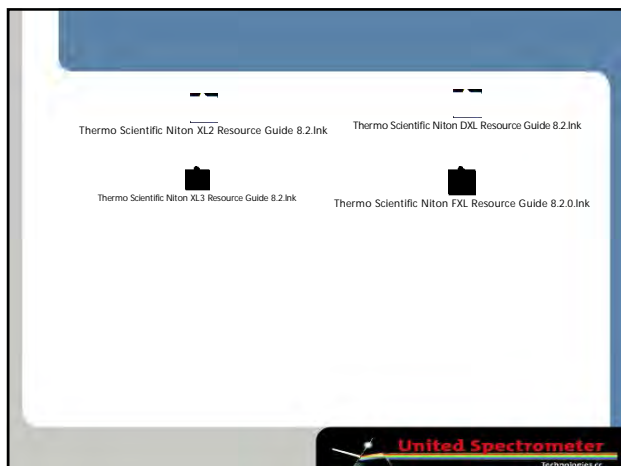 Thermo Scientific Niton XL2 Resource Guide 8.2.lnk
Thermo Scientific Niton DXL Resource Guide 8.2.lnk
Thermo Scientific Niton XL3 Resource Guide 8.2.lnk
Thermo Scientific Niton FXL Resource Guide 8.2.0.lnk
United Spectrometer
Technologies cc